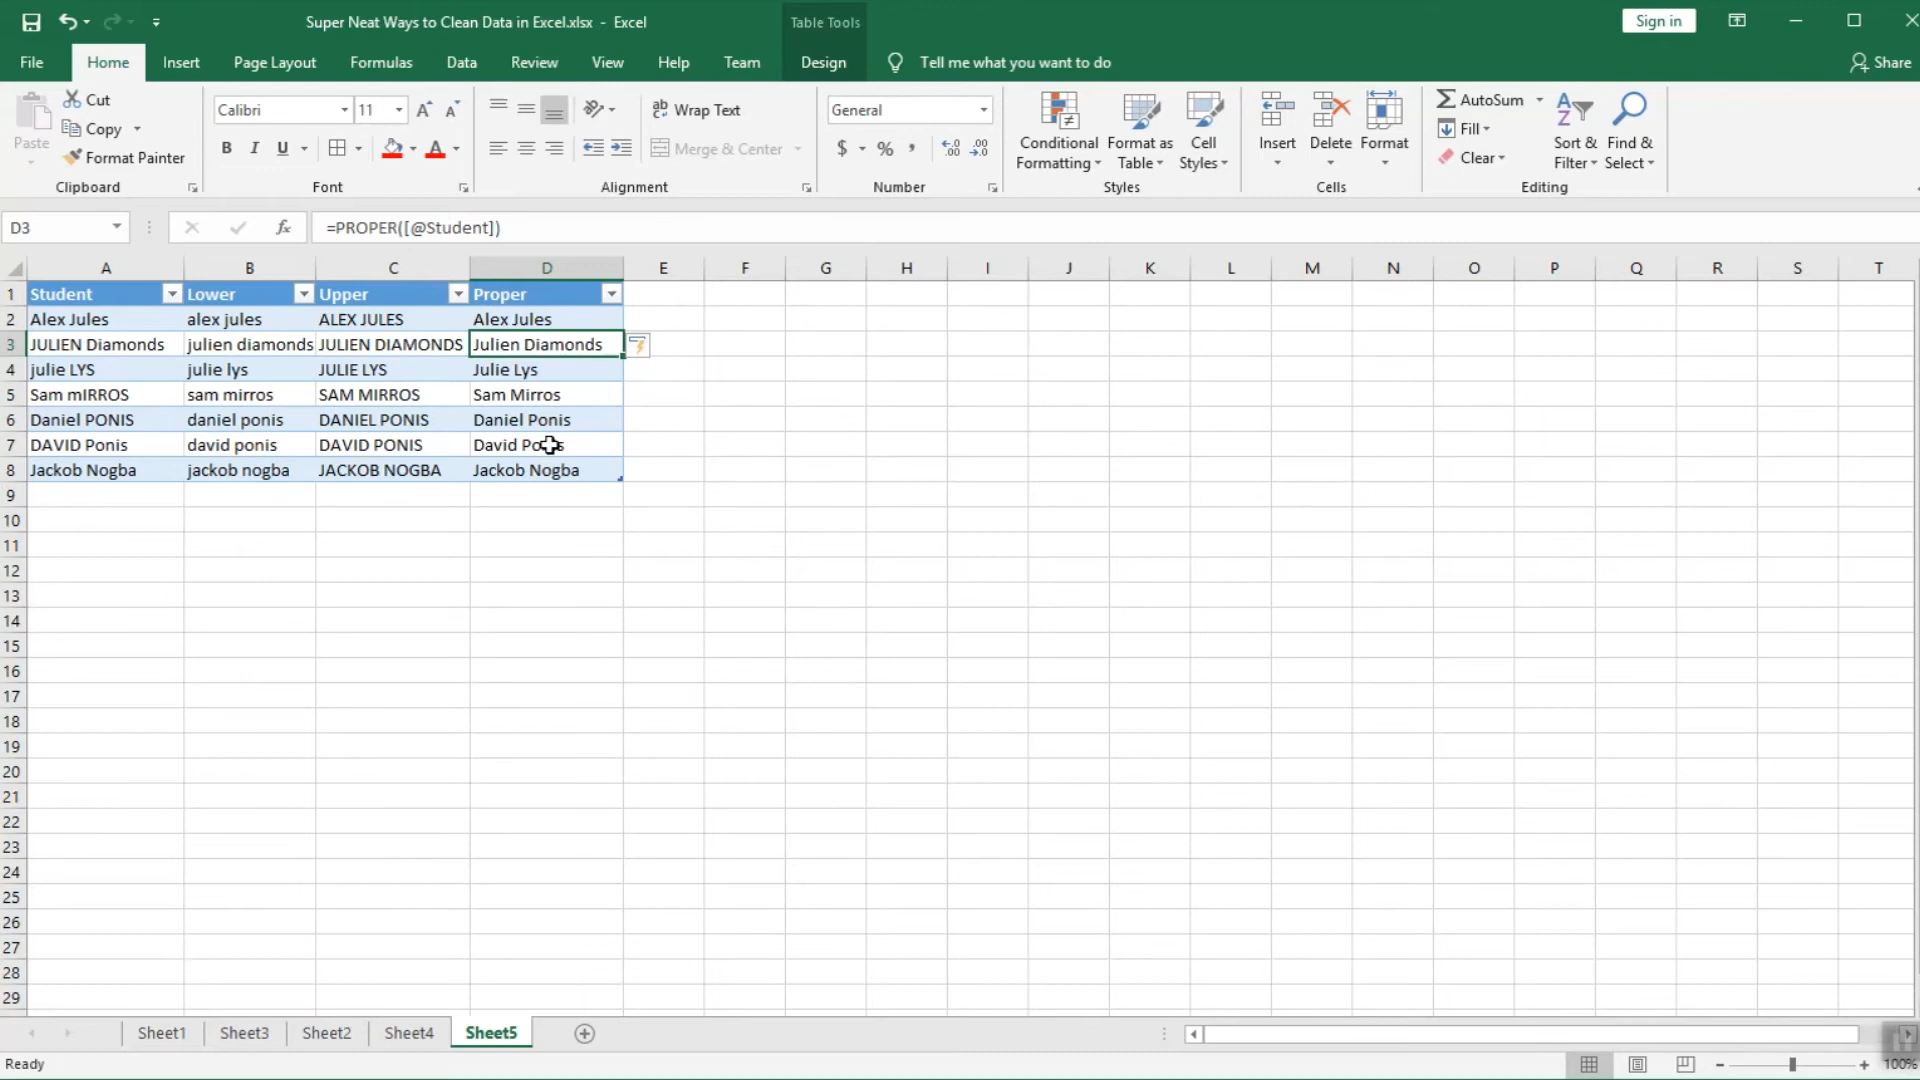 Super Neat Ways to Clean Data in Excel.xlsx - Excel
Table Tools
Sign in
File Home Insert Page Layout Formulas Data Review View Help Team Design Tell me what you want to do Share
Paste
Cut
Copy
Format Painter
Clipboard
Calibri 11
B I U
Font
Wrap Text
Merge & Center
Alignment
General
$ % ,
Number
Conditional Formatting
Format as Table
Cell Styles
Styles
Insert Delete Format
Cells
AutoSum
Fill
Clear
Sort & Filter
Find & Select
Editing
D3 fx =PROPER([@Student])
A B C D E F G H I J K L M N O P Q R S T
1 Student Lower Upper Proper
2 Alex Jules alex jules ALEX JULES Alex Jules
3 JULIEN Diamonds julien diamonds JULIEN DIAMONDS Julien Diamonds
4 julie LYS julie lys JULIE LYS Julie Lys
5 Sam mIRROS sam mirros SAM MIRROS Sam Mirros
6 Daniel PONIS daniel ponis DANIEL PONIS Daniel Ponis
7 DAVID Ponis david ponis DAVID PONIS David Ponis
8 Jackob Nogba jackob nogba JACKOB NOGBA Jackob Nogba
9
10
11
12
13
14
15
16
17
18
19
20
21
22
23
24
25
26
27
28
29
Sheet1 Sheet3 Sheet2 Sheet4 Sheet5
Ready 100%